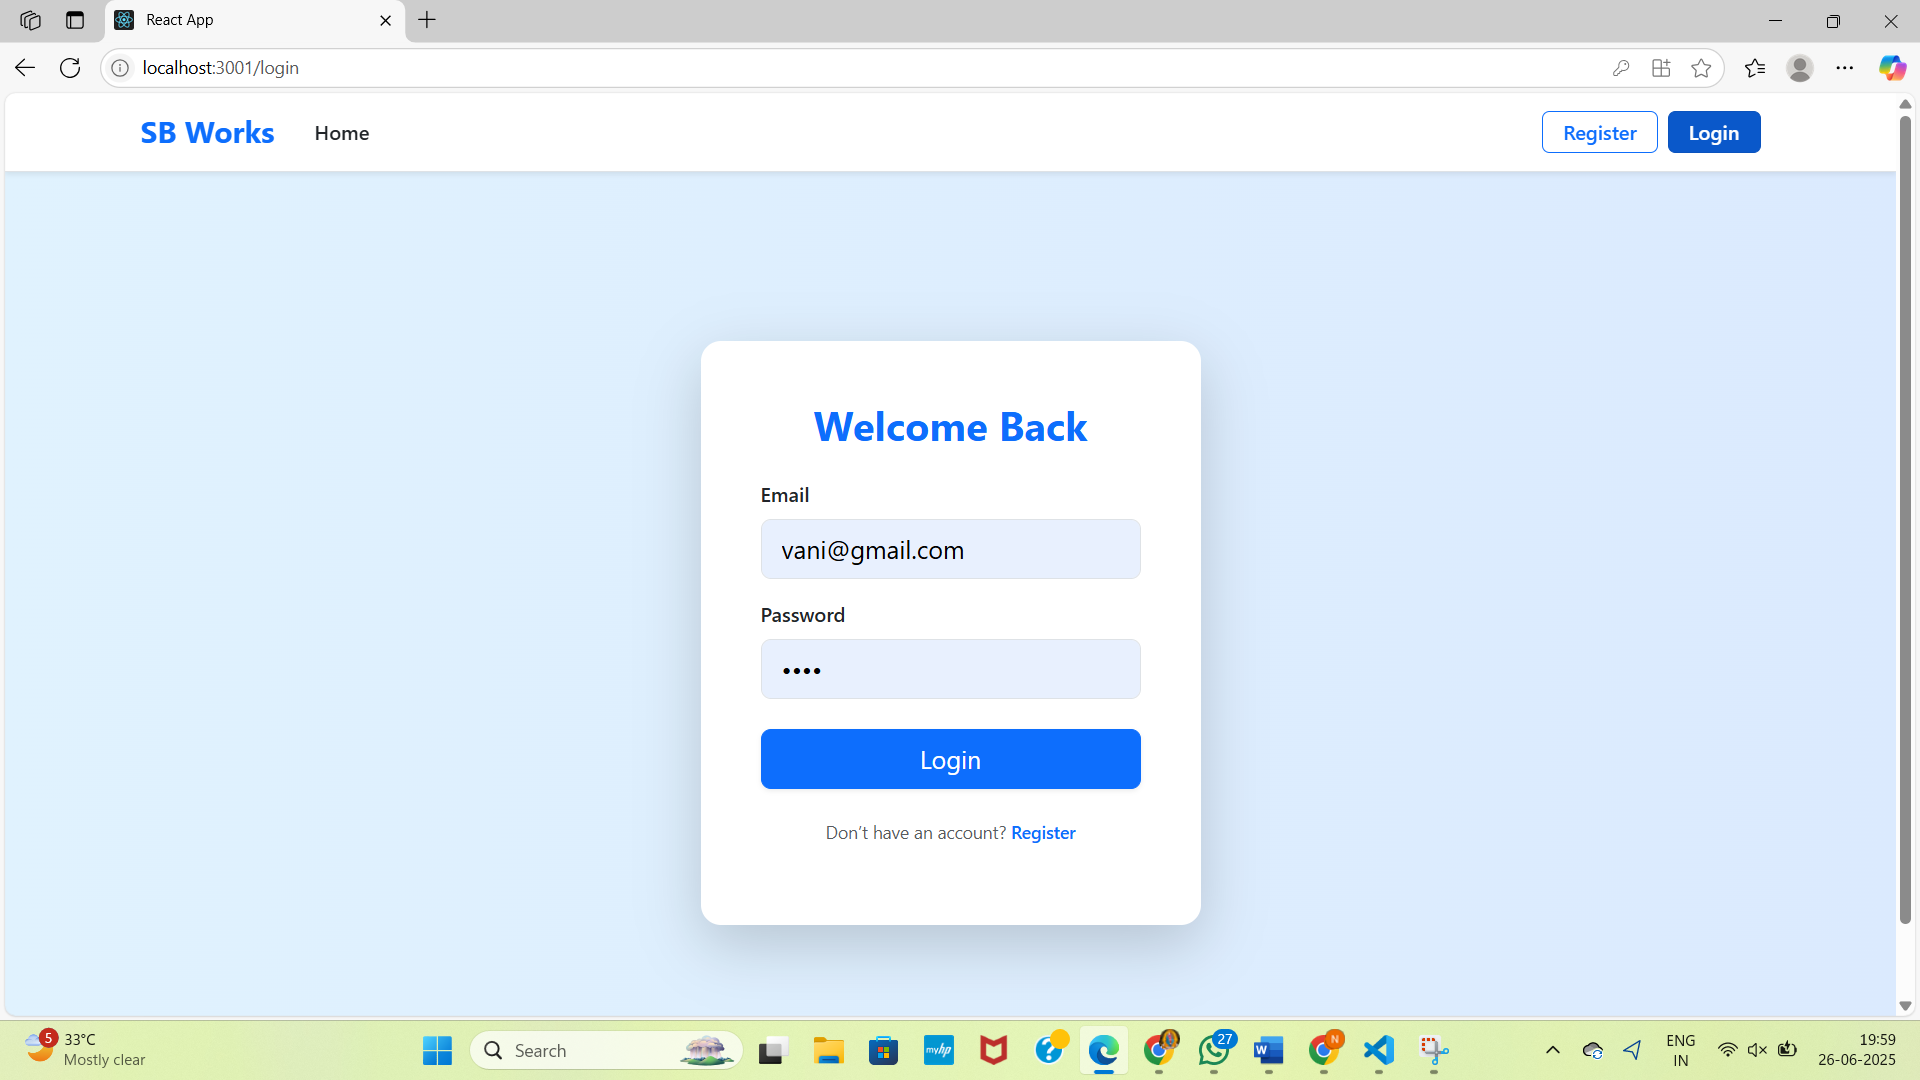 React App
localhost:3001/login
SB Works Home Register Login
Welcome Back
Email
vani@gmail.com
Password
••••
Login
Don’t have an account? Register
5
33°C
Mostly clear
Search
myhp
27
W
N
ENG
IN
19:59
26-06-2025